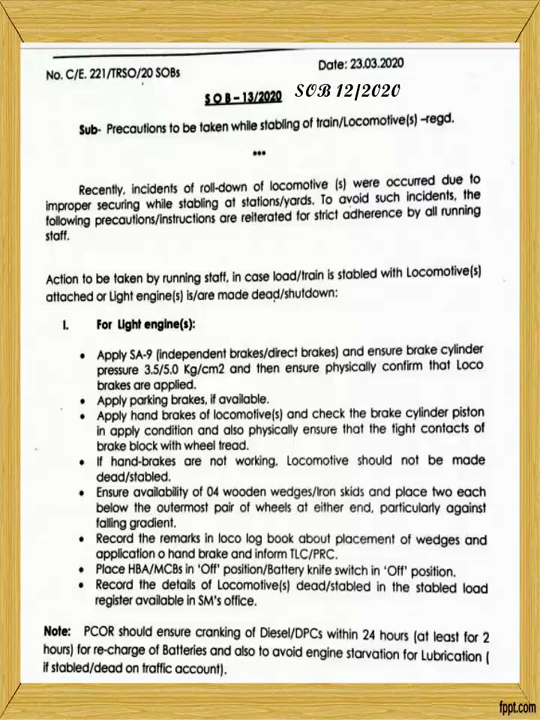 No. C/E. 221/TRSO/20 SOBs
Date: 23.03.2020
S O B – 13/2020 SOB 12/2020
Sub- Precautions to be taken while stabling of train/Locomotive(s) –regd.
***
Recently, incidents of roll-down of locomotive (s) were occurred due to
improper securing while stabling at stations/yards. To avoid such incidents, the
following precautions/instructions are reiterated for strict adherence by all running
staff.
Action to be taken by running staff, in case load/train is stabled with Locomotive(s)
attached or Light engine(s) is/are made dead/shutdown:
I. For Light engine(s):
• Apply SA-9 (independent brakes/direct brakes) and ensure brake cylinder
pressure 3.5/5.0 Kg/cm2 and then ensure physically confirm that Loco
brakes are applied.
• Apply parking brakes, if available.
• Apply hand brakes of locomotive(s) and check the brake cylinder piston
in apply condition and also physically ensure that the tight contacts of
brake block with wheel tread.
• If hand-brakes are not working, Locomotive should not be made
dead/stabled.
• Ensure availability of 04 wooden wedges/Iron skids and place two each
below the outermost pair of wheels at either end, particularly against
falling gradient.
• Record the remarks in loco log book about placement of wedges and
application o hand brake and inform TLC/PRC.
• Place HBA/MCBs in 'Off' position/Battery knife switch in 'Off' position.
• Record the details of Locomotive(s) dead/stabled in the stabled load
register available in SM's office.
Note: PCOR should ensure cranking of Diesel/DPCs within 24 hours (at least for 2
hours) for re-charge of Batteries and also to avoid engine starvation for Lubrication (
if stabled/dead on traffic account).
fppt.com